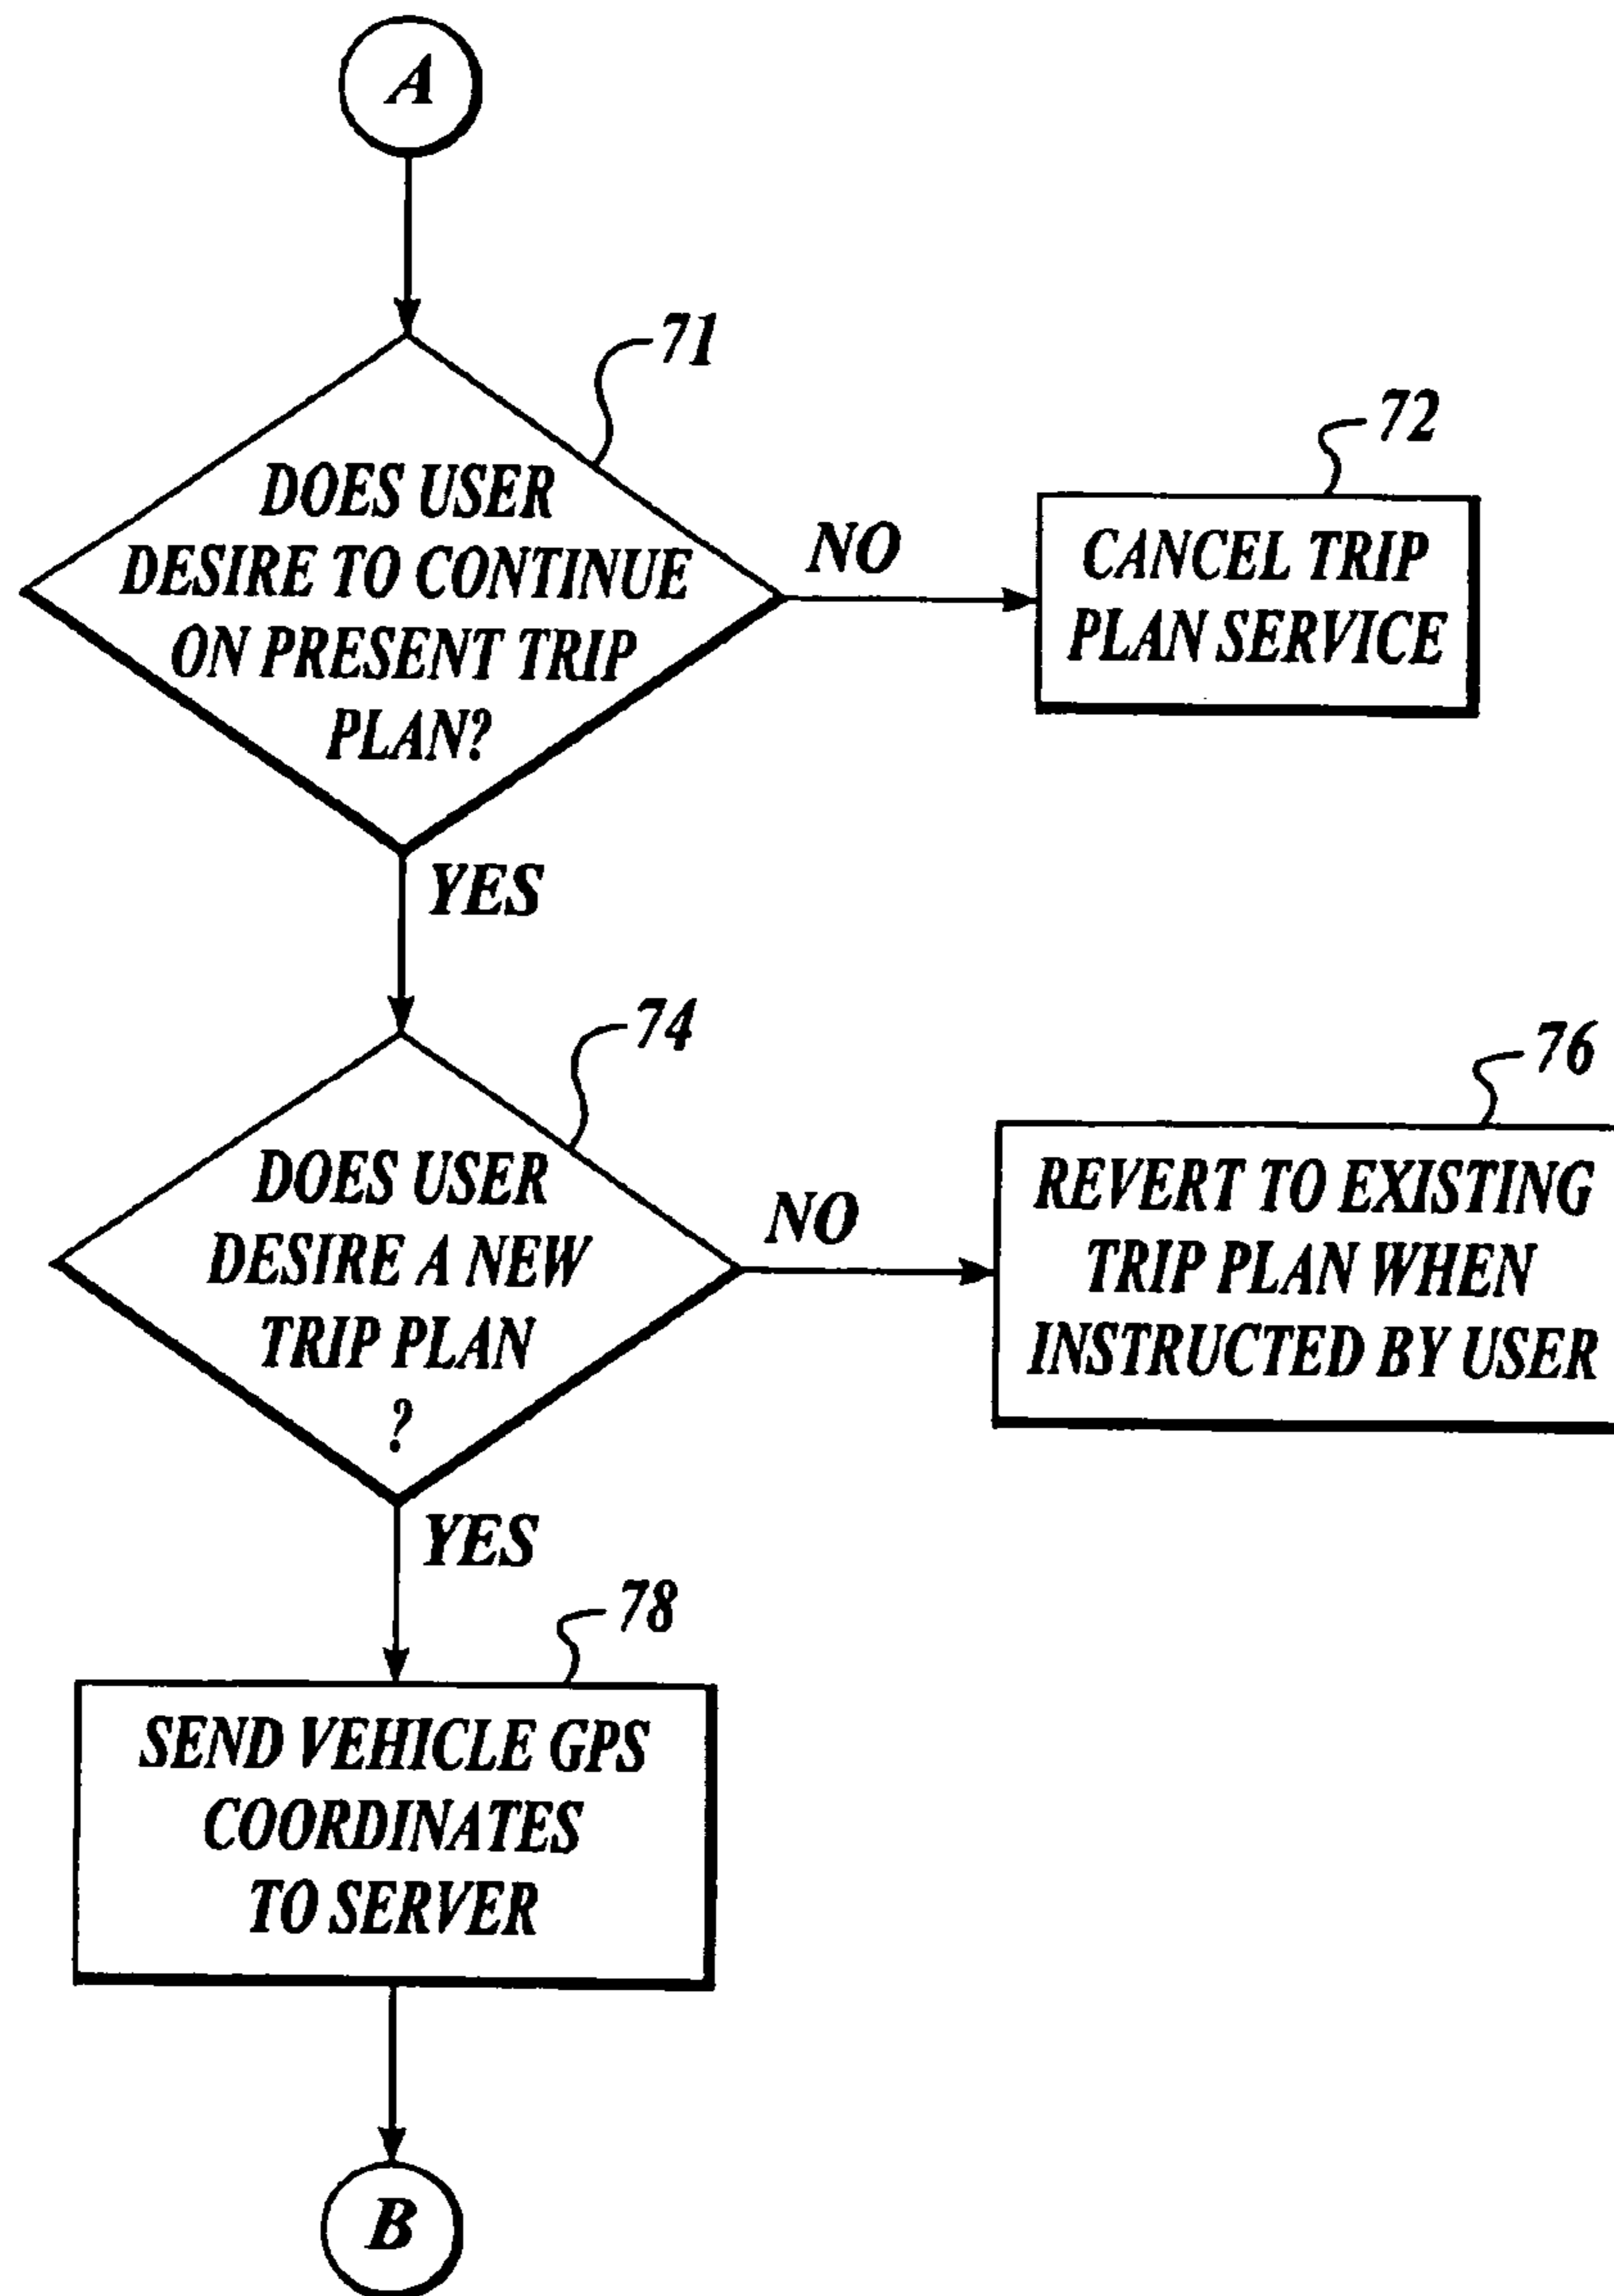 A
71
DOES USER
DESIRE TO CONTINUE
ON PRESENT TRIP
PLAN?
NO
72
CANCEL TRIP
PLAN SERVICE
YES
74
DOES USER
DESIRE A NEW
TRIP PLAN
?
NO
76
REVERT TO EXISTING
TRIP PLAN WHEN
INSTRUCTED BY USER
YES
78
SEND VEHICLE GPS
COORDINATES
TO SERVER
B